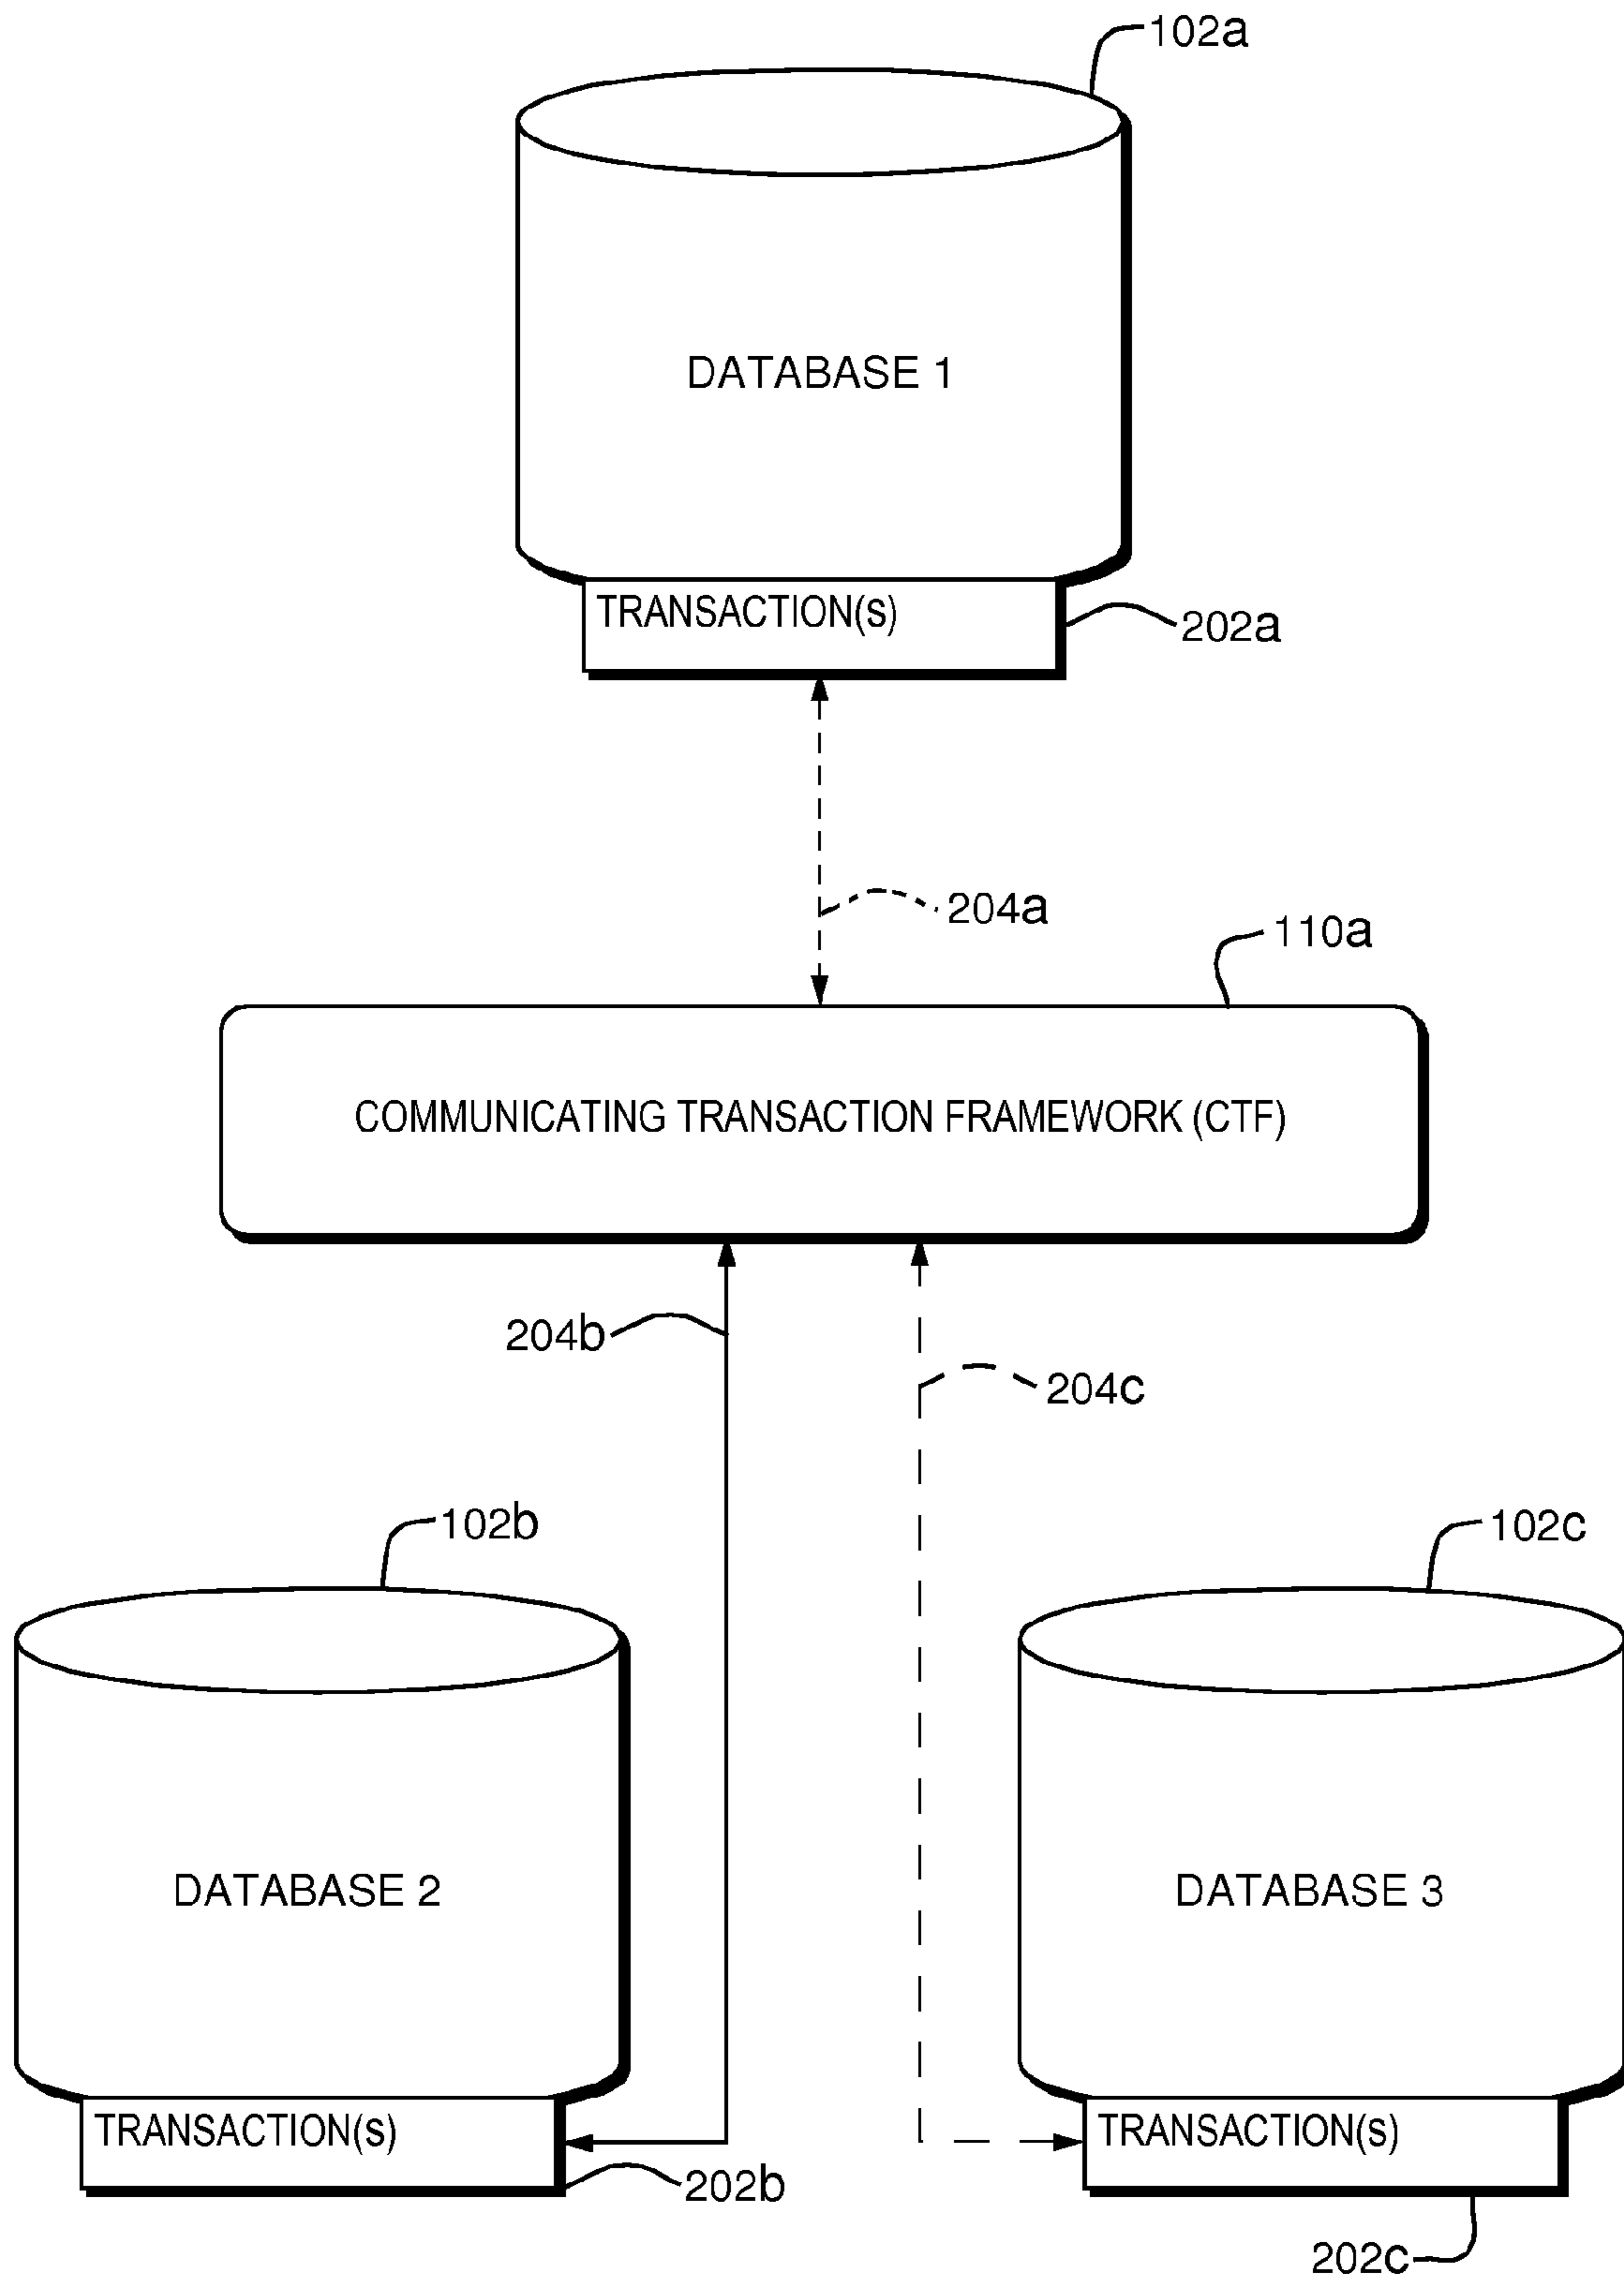 102a
DATABASE 1
TRANSACTION(s)
202a
204a
110a
COMMUNICATING TRANSACTION FRAMEWORK (CTF)
204b
204c
102b
102c
DATABASE 2
DATABASE 3
TRANSACTION(s)
TRANSACTION(s)
202b
202c